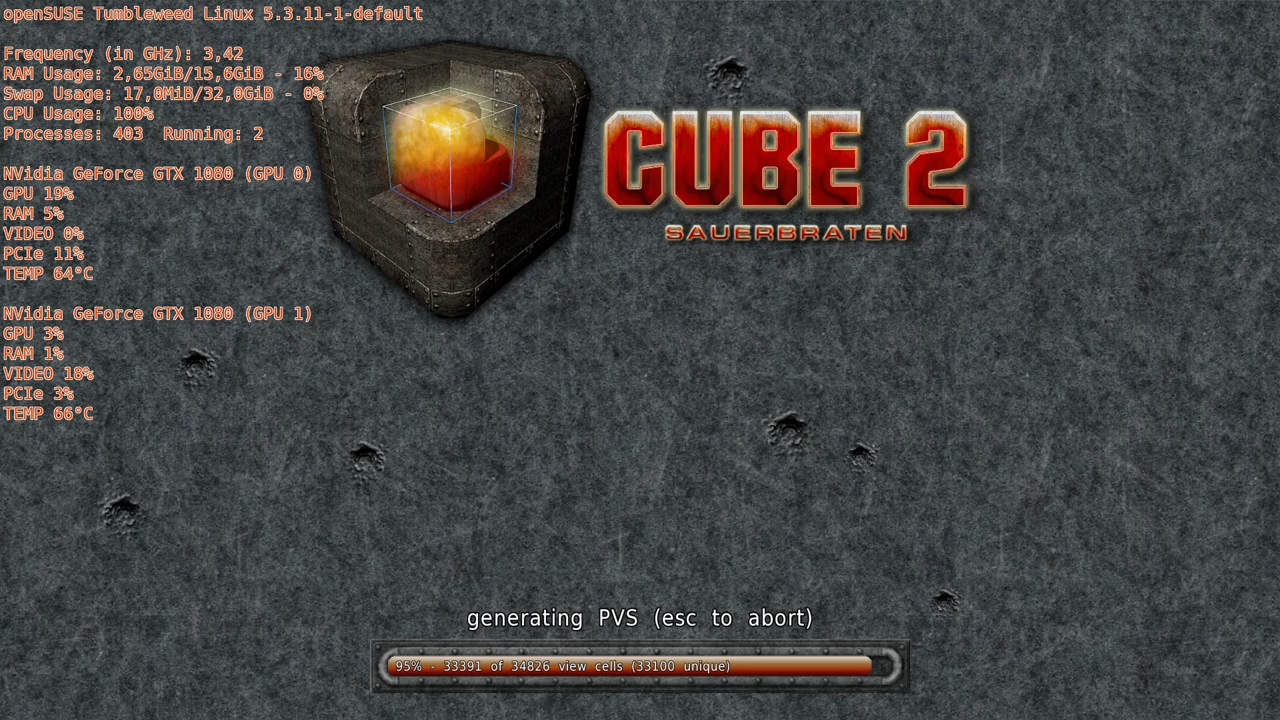 openSUSE Tumbleweed Linux 5.3.11-1-default
Frequency (in GHz): 3,42
RAM Usage: 2,65GiB/15,6GiB - 16%
Swap Usage: 17,0MiB/32,0GiB - 0%
CPU Usage: 100%
Processes: 403  Running: 2
NVidia GeForce GTX 1080 (GPU 0)
GPU 19%
RAM 5%
VIDEO 0%
PCIe 11%
TEMP 64°C
NVidia GeForce GTX 1080 (GPU 1)
GPU 3%
RAM 1%
VIDEO 18%
PCIe 3%
TEMP 66°C
CUBE 2
SAUERBRATEN
generating PVS (esc to abort)
95% - 33391 of 34826 view cells (33100 unique)